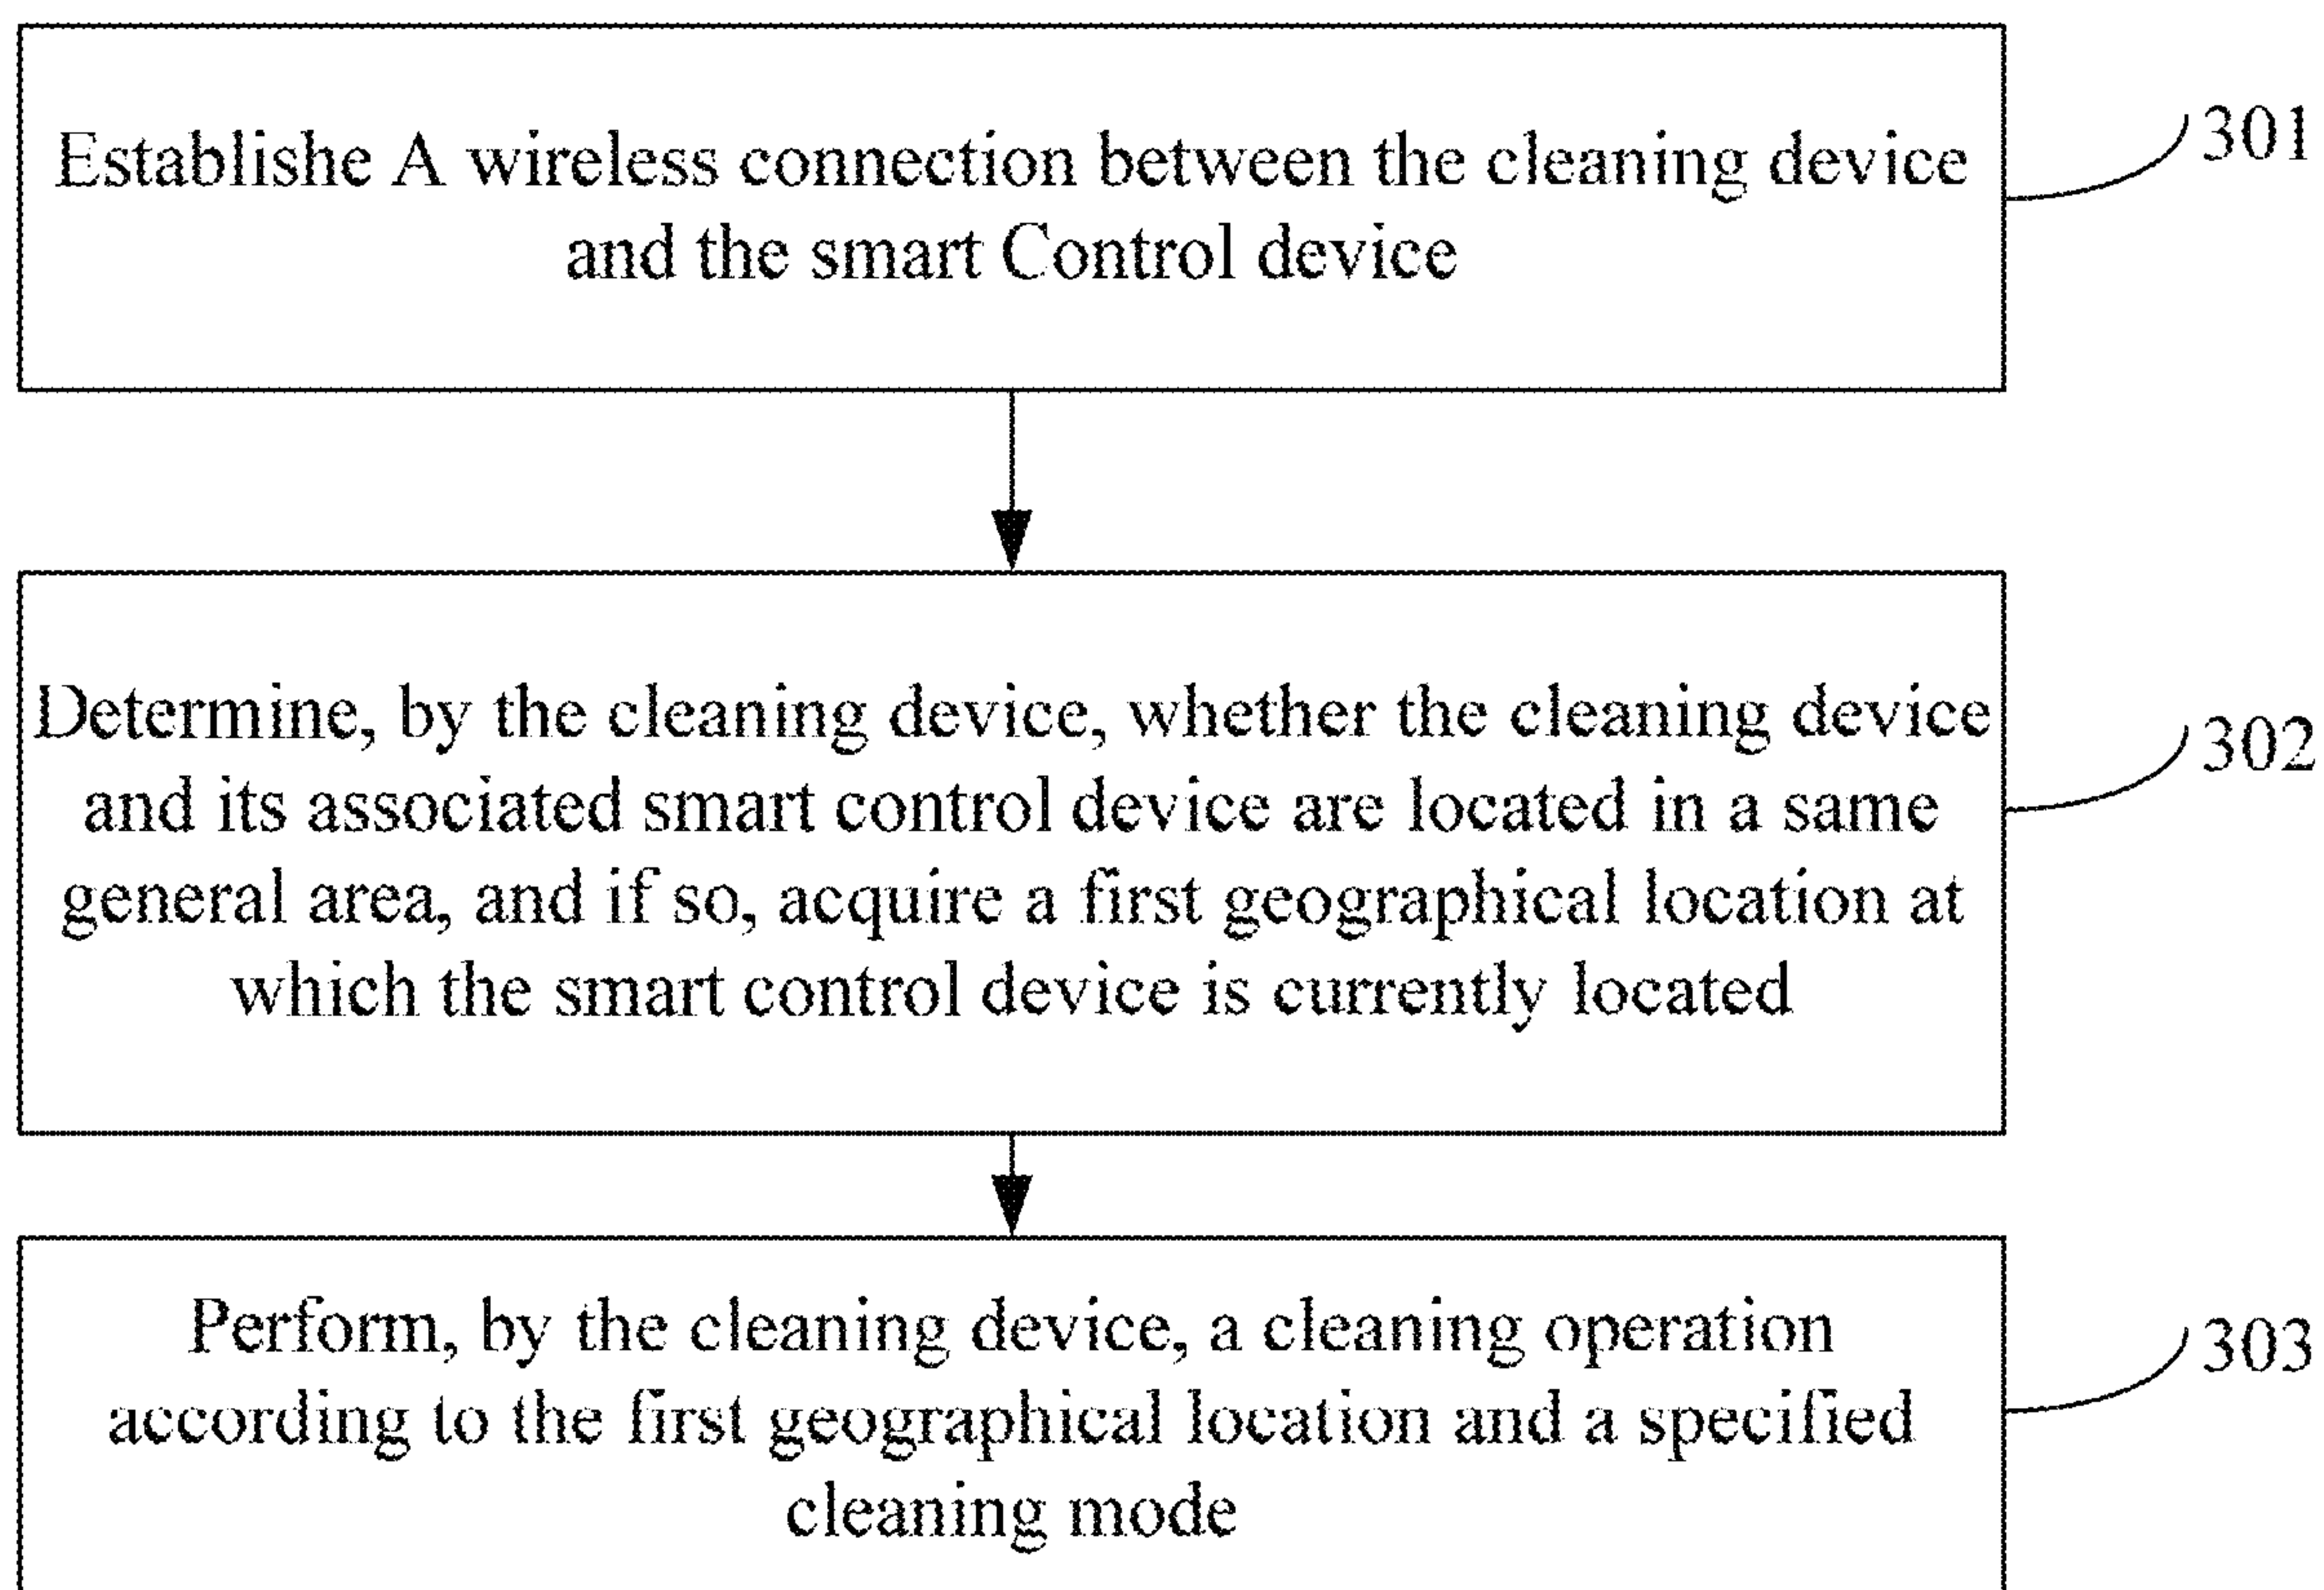 Establishe A wireless connection between the cleaning device
and the smart Control device
301
Determine, by the cleaning device, whether the cleaning device
and its associated smart control device are located in a same
general area, and if so, acquire a first geographical location at
which the smart control device is currently located
302
Perform, by the cleaning device, a cleaning operation
according to the first geographical location and a specified
cleaning mode
303